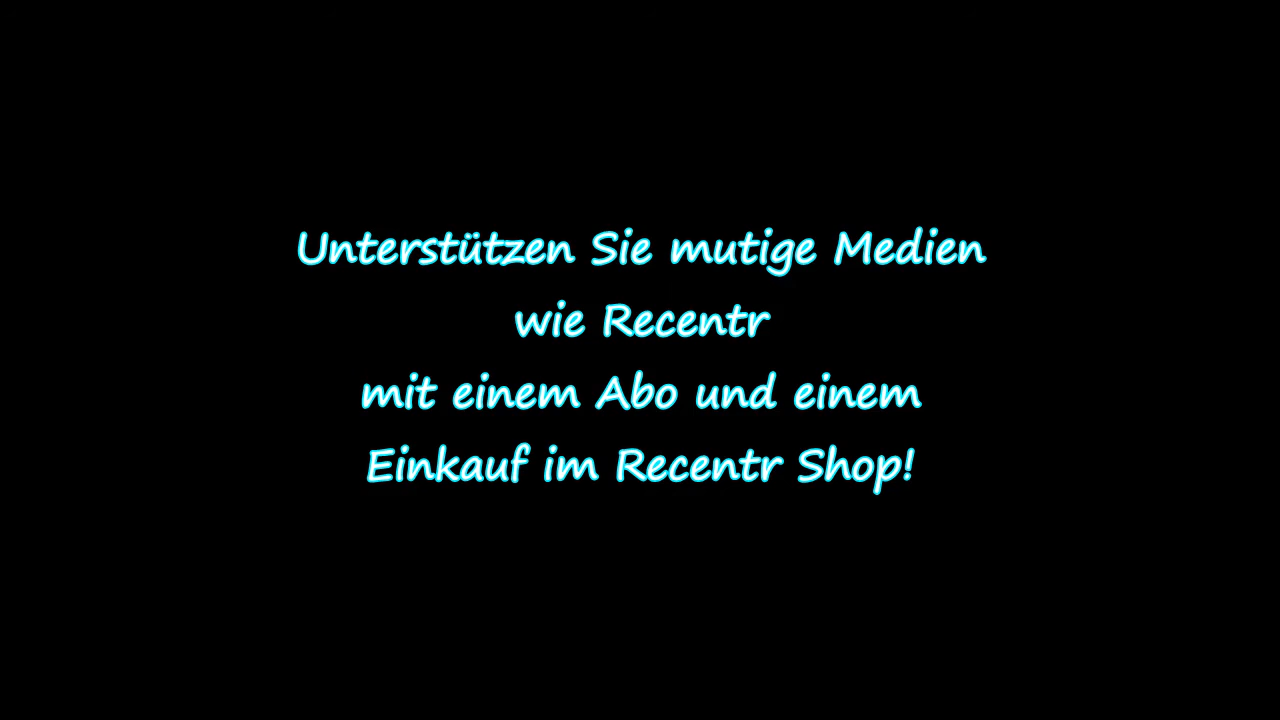 Unterstützen Sie mutige Medien
wie Recentr
mit einem Abo und einem
Einkauf im Recentr Shop!